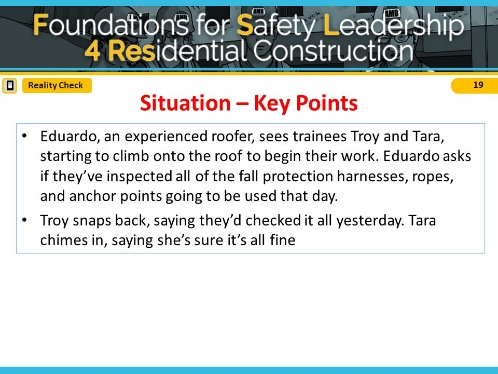 Foundations for Safety Leadership
4 Residential Construction
Reality Check
19
Situation – Key Points
• Eduardo, an experienced roofer, sees trainees Troy and Tara,
starting to climb onto the roof to begin their work. Eduardo asks
if they’ve inspected all of the fall protection harnesses, ropes,
and anchor points going to be used that day.
• Troy snaps back, saying they’d checked it all yesterday. Tara
chimes in, saying she’s sure it’s all fine